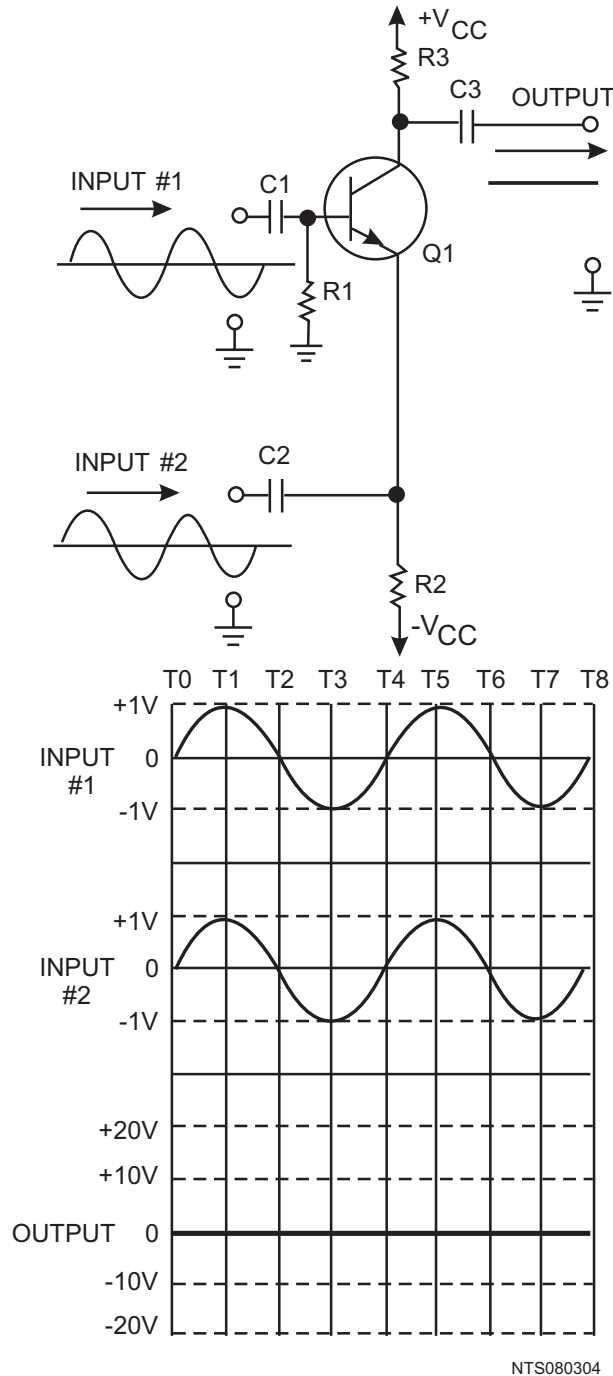 +VCC
R3
C3
OUTPUT
INPUT #1
C1
Q1
R1
INPUT #2
C2
R2
-VCC
T0 T1 T2 T3 T4 T5 T6 T7 T8
+1V
INPUT 0
#1
-1V
+1V
INPUT 0
#2
-1V
+20V
+10V
OUTPUT 0
-10V
-20V
NTS080304